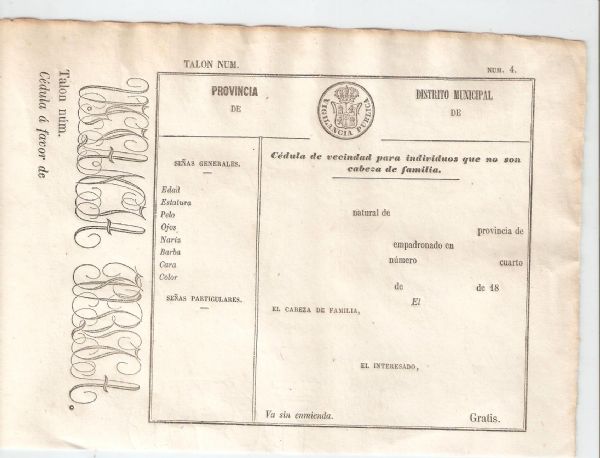 Talon núm.
Cédula á favor de
TALON NUM.
NUM. 4.
PROVINCIA
DE
VIGILANCIA PUBLICA
DISTRITO MUNICIPAL
DE
SEÑAS GENERALES.
Edad
Estatura
Pelo
Ojos
Nariz
Barba
Cara
Color
SEÑAS PARTICULARES.
Cédula de vecindad para individuos que no son
cabeza de familia.
natural de
provincia de
empadronado en
número cuarto
de de 18
El
EL CABEZA DE FAMILIA,
EL INTERESADO,
Va sin enmienda.
Gratis.